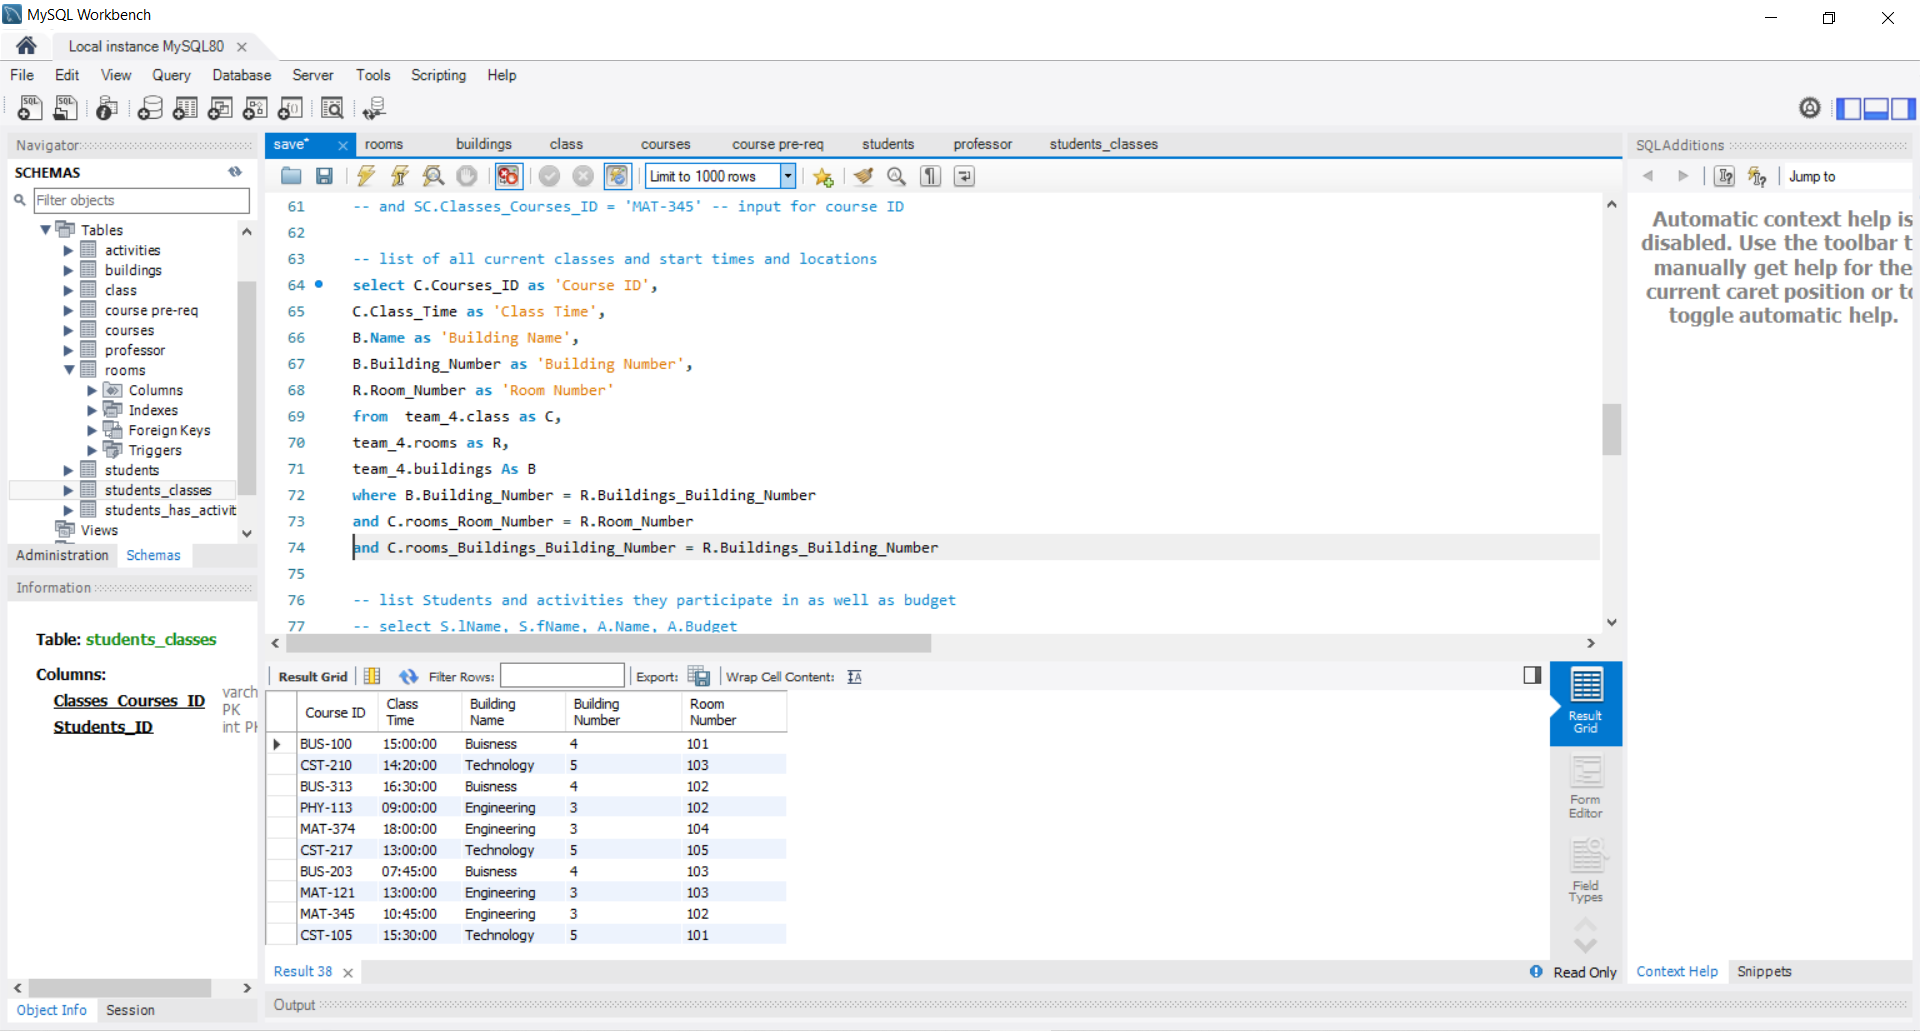 MySQL Workbench
Local instance MySQL80
File Edit View Query Database Server Tools Scripting Help
Navigator
SCHEMAS
Filter objects
Tables
activities
buildings
class
course pre-req
courses
professor
rooms
Columns
Indexes
Foreign Keys
Triggers
students
students_classes
students_has_activit
Views
Administration Schemas
Information
Table: students_classes
Columns:
Classes_Courses_ID varch
PK
Students_ID int PK
Object Info Session
save* rooms buildings class courses course pre-req students professor students_classes
Limit to 1000 rows
61 -- and SC.Classes_Courses_ID = 'MAT-345' -- input for course ID
62
63 -- list of all current classes and start times and locations
64 select C.Courses_ID as 'Course ID',
65 C.Class_Time as 'Class Time',
66 B.Name as 'Building Name',
67 B.Building_Number as 'Building Number',
68 R.Room_Number as 'Room Number'
69 from team_4.class as C,
70 team_4.rooms as R,
71 team_4.buildings As B
72 where B.Building_Number = R.Buildings_Building_Number
73 and C.rooms_Room_Number = R.Room_Number
74 and C.rooms_Buildings_Building_Number = R.Buildings_Building_Number
75
76 -- list Students and activities they participate in as well as budget
77 -- select S.lName, S.fName, A.Name, A.Budget
Result Grid Filter Rows: Export: Wrap Cell Content:
Course ID Class Time Building Name Building Number Room Number
BUS-100 15:00:00 Buisness 4 101
CST-210 14:20:00 Technology 5 103
BUS-313 16:30:00 Buisness 4 102
PHY-113 09:00:00 Engineering 3 102
MAT-374 18:00:00 Engineering 3 104
CST-217 13:00:00 Technology 5 105
BUS-203 07:45:00 Buisness 4 103
MAT-121 13:00:00 Engineering 3 103
MAT-345 10:45:00 Engineering 3 102
CST-105 15:30:00 Technology 5 101
Result Grid
Form Editor
Field Types
Result 38
Read Only
Output
SQLAdditions
Jump to
Automatic context help is
disabled. Use the toolbar t
manually get help for the
current caret position or to
toggle automatic help.
Context Help Snippets